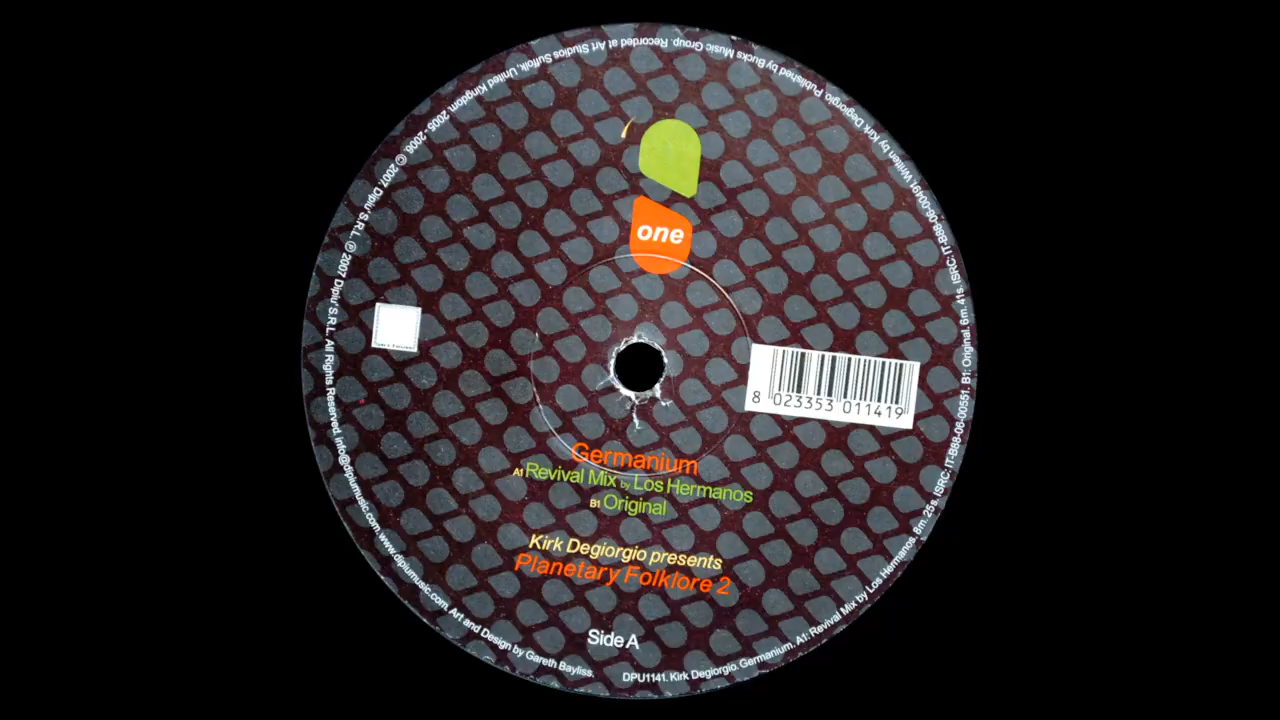 one
8 023353 011419
Germanium
A1 Revival Mix by Los Hermanos
B1 Original
Kirk Degiorgio presents
Planetary Folklore 2
Side A
DPU1141. Kirk Degiorgio. Germanium. A1: Revival Mix by Los Hermanos. 8m. 25s. ISRC: IT-B88-06-00551. B1: Original. 6m. 41s. ISRC: IT-B88-06-00491. Written by Kirk Degiorgio. Published by Bucks Music Group. Recorded at Art Studios Suffolk, United Kingdom, 2005-2006. © 2007, Dipiu' S.R.L. ℗ 2007 Dipiu' S.R.L. All Rights Reserved. info@dipiumusic.com. www.dipiumusic.com. Art and Design by Gareth Bayliss.